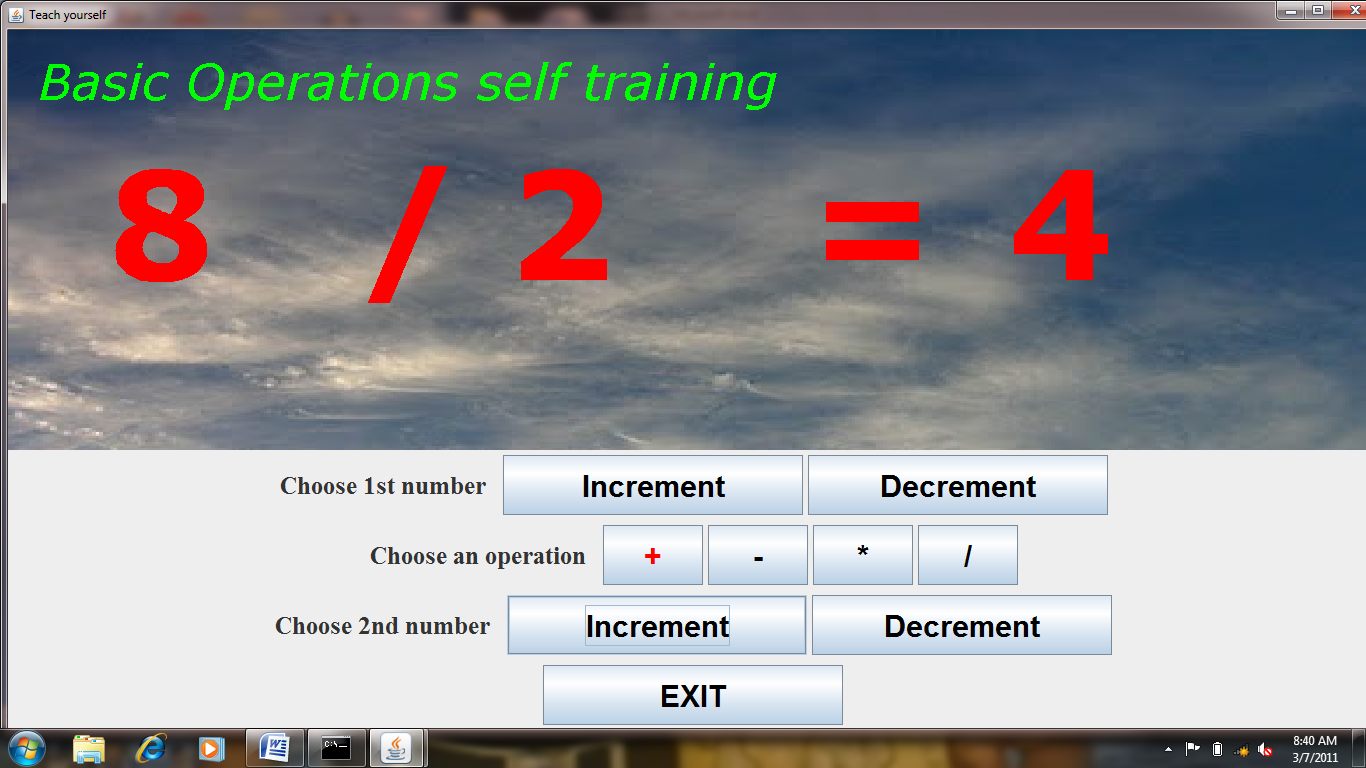 Teach yourself
Basic Operations self training
8 / 2 = 4
Choose 1st number Increment Decrement
Choose an operation + - * /
Choose 2nd number Increment Decrement
EXIT
C:\
8:40 AM
3/7/2011